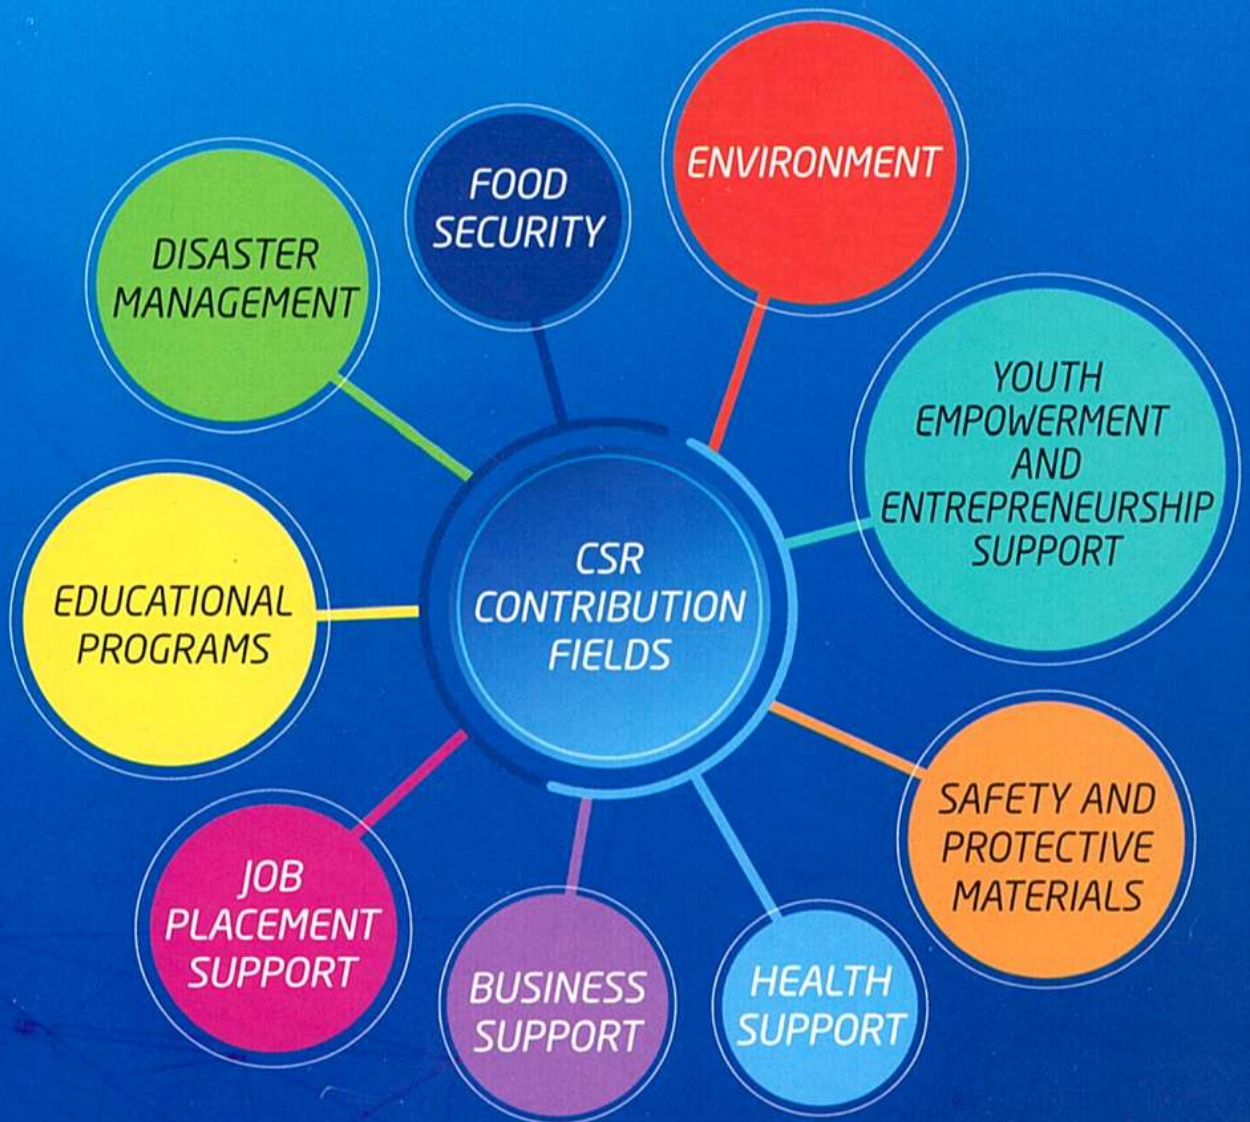 ENVIRONMENT
FOOD
SECURITY
DISASTER
MANAGEMENT
YOUTH
EMPOWERMENT
AND
ENTREPRENEURSHIP
SUPPORT
CSR
CONTRIBUTION
FIELDS
EDUCATIONAL
PROGRAMS
SAFETY AND
PROTECTIVE
MATERIALS
JOB
PLACEMENT
SUPPORT
BUSINESS
SUPPORT
HEALTH
SUPPORT